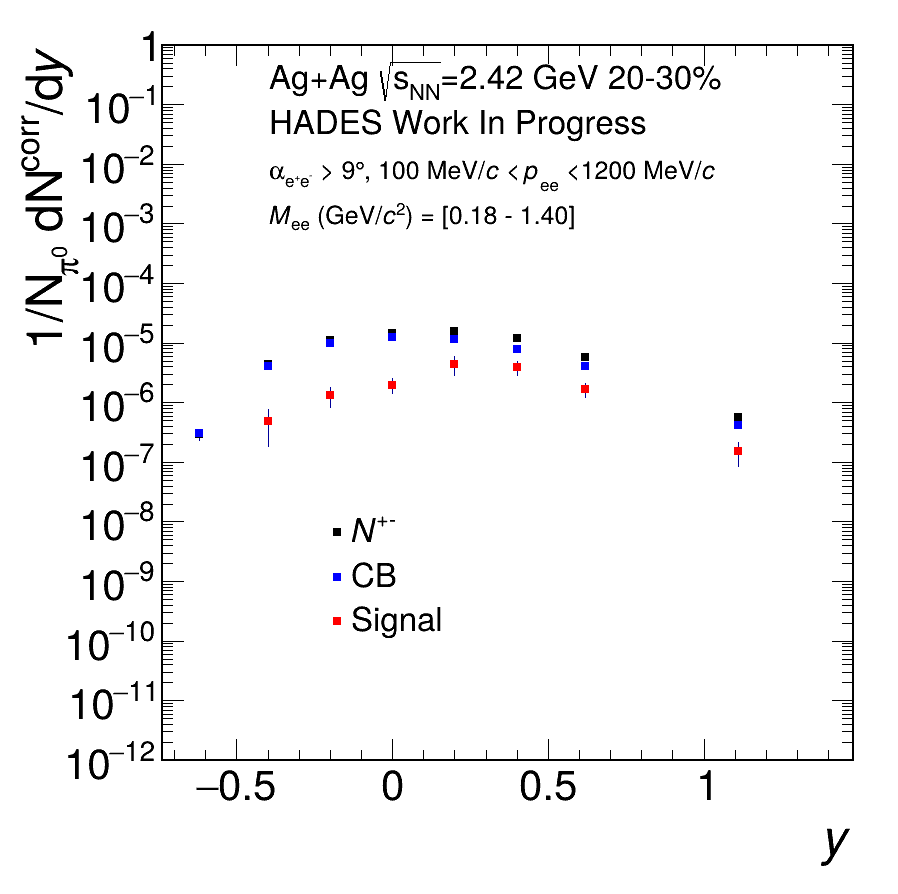 1/N_π⁰ dN^corr/dy
1
10⁻¹
10⁻²
10⁻³
10⁻⁴
10⁻⁵
10⁻⁶
10⁻⁷
10⁻⁸
10⁻⁹
10⁻¹⁰
10⁻¹¹
10⁻¹²
Ag+Ag √s_NN=2.42 GeV 20-30%
HADES Work In Progress
α_e⁺e⁻ > 9°, 100 MeV/c <p_ee <1200 MeV/c
M_ee (GeV/c²) = [0.18 - 1.40]
N⁺⁻
CB
Signal
−0.5 0 0.5 1
y